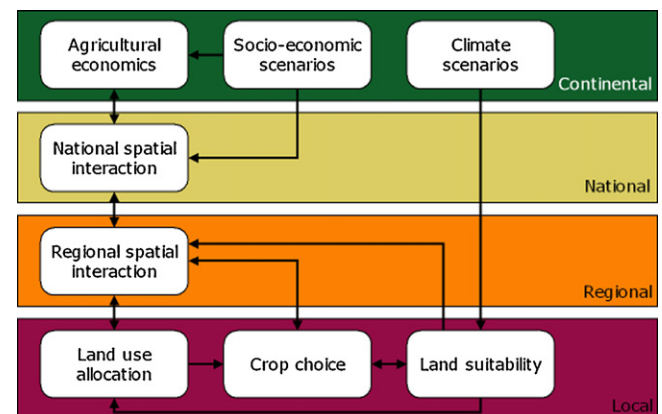 Agricultural
economics
Socio-economic
scenarios
Climate
scenarios
Continental
National spatial
interaction
National
Regional spatial
interaction
Regional
Land use
allocation
Crop choice
Land suitability
Local